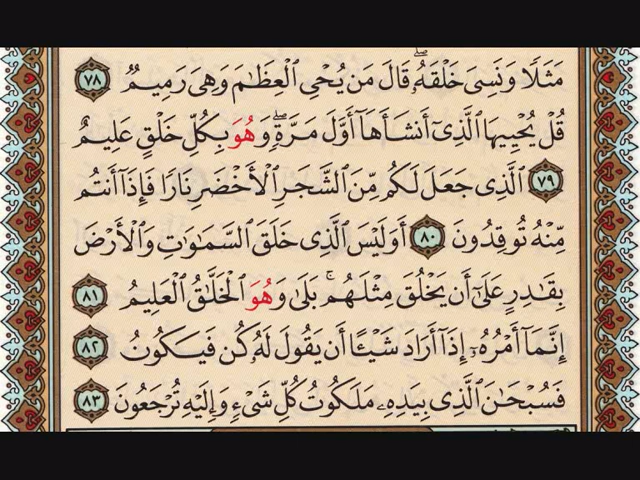 مَثَلًا وَنَسِىَ خَلْقَهُۥۖ قَالَ مَن يُحْىِ ٱلْعِظَٰمَ وَهِىَ رَمِيمٌ ٧٨
قُلْ يُحْيِيهَا ٱلَّذِىٓ أَنشَأَهَآ أَوَّلَ مَرَّةٍۖ وَهُوَ بِكُلِّ خَلْقٍ عَلِيمٌ
٧٩ ٱلَّذِى جَعَلَ لَكُم مِّنَ ٱلشَّجَرِ ٱلْأَخْضَرِ نَارًا فَإِذَآ أَنتُم
مِّنْهُ تُوقِدُونَ ٨٠ أَوَلَيْسَ ٱلَّذِى خَلَقَ ٱلسَّمَٰوَٰتِ وَٱلْأَرْضَ
بِقَٰدِرٍ عَلَىٰٓ أَن يَخْلُقَ مِثْلَهُمۚ بَلَىٰ وَهُوَ ٱلْخَلَّٰقُ ٱلْعَلِيمُ ٨١
إِنَّمَآ أَمْرُهُۥٓ إِذَآ أَرَادَ شَيْـًٔا أَن يَقُولَ لَهُۥ كُن فَيَكُونُ ٨٢
فَسُبْحَٰنَ ٱلَّذِى بِيَدِهِۦ مَلَكُوتُ كُلِّ شَىْءٍ وَإِلَيْهِ تُرْجَعُونَ ٨٣